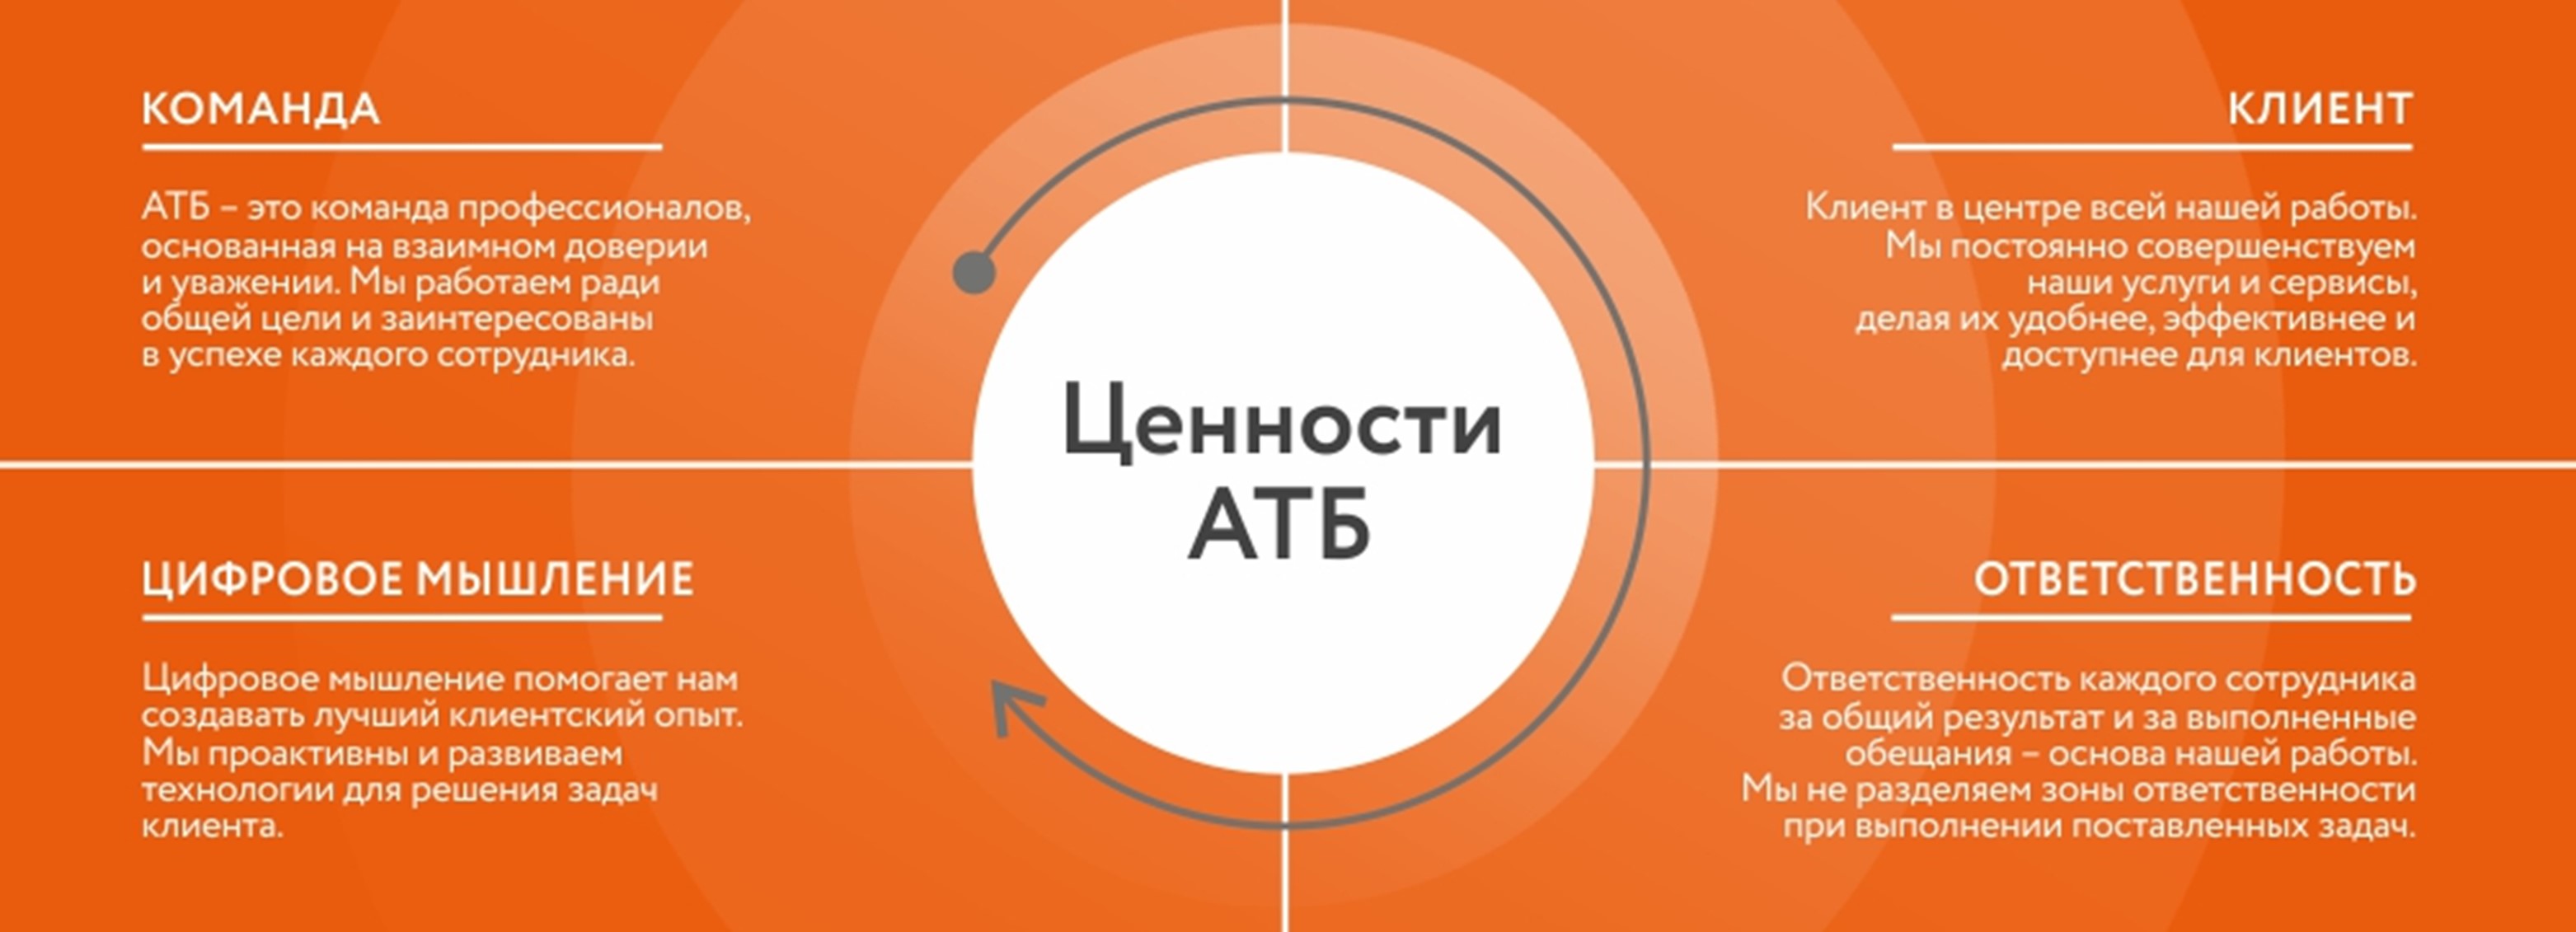 КОМАНДА
АТБ – это команда профессионалов,
основанная на взаимном доверии
и уважении. Мы работаем ради
общей цели и заинтересованы
в успехе каждого сотрудника.
КЛИЕНТ
Клиент в центре всей нашей работы.
Мы постоянно совершенствуем
наши услуги и сервисы,
делая их удобнее, эффективнее и
доступнее для клиентов.
Ценности
АТБ
ЦИФРОВОЕ МЫШЛЕНИЕ
Цифровое мышление помогает нам
создавать лучший клиентский опыт.
Мы проактивны и развиваем
технологии для решения задач
клиента.
ОТВЕТСТВЕННОСТЬ
Ответственность каждого сотрудника
за общий результат и за выполненные
обещания – основа нашей работы.
Мы не разделяем зоны ответственности
при выполнении поставленных задач.